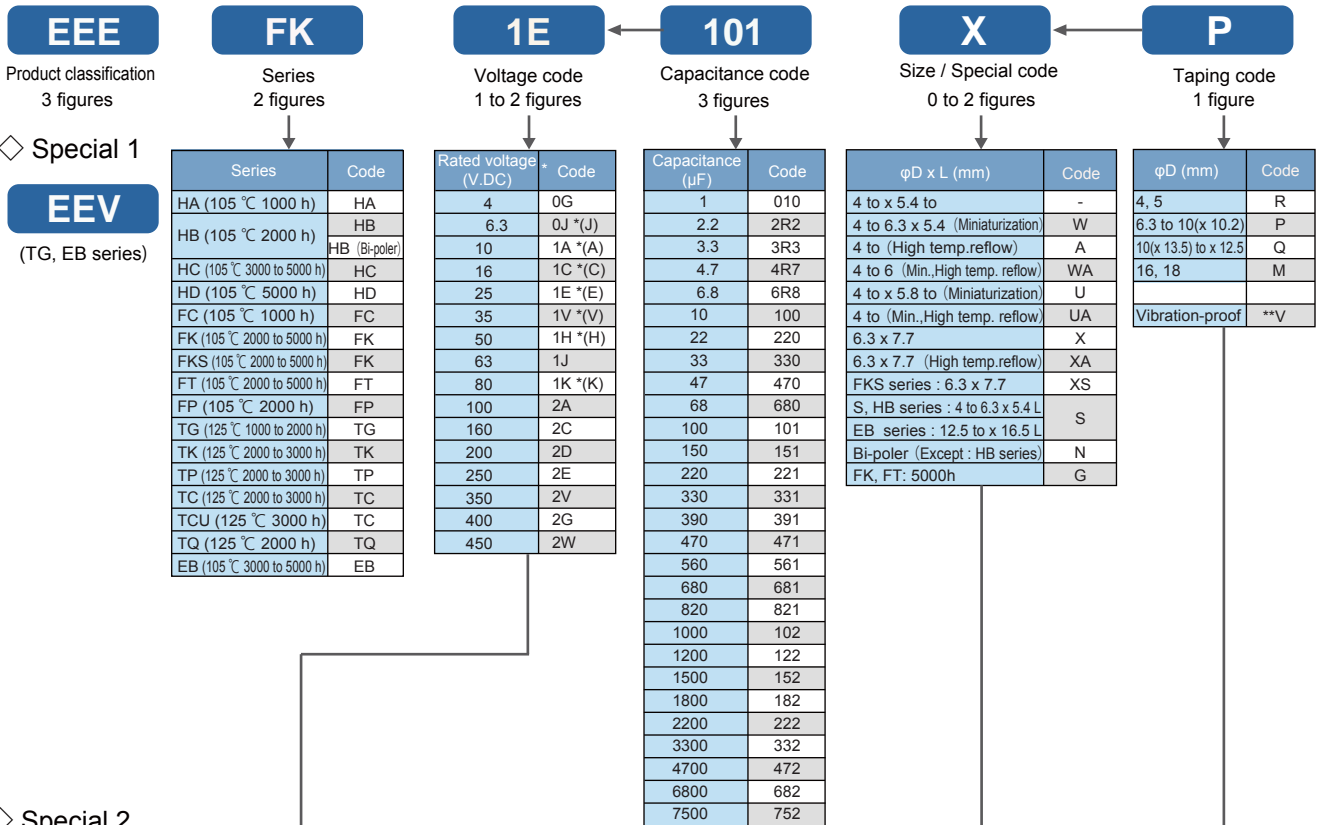 EEE FK 1E 101 X P
Product classification
3 figures
Series
2 figures
Voltage code
1 to 2 figures
Capacitance code
3 figures
Size / Special code
0 to 2 figures
Taping code
1 figure
◇ Special 1
EEV
(TG, EB series)
Series Code
HA (105 ℃ 1000 h) HA
HB (105 ℃ 2000 h) HB
HB (Bi-poler)
HC (105 ℃ 3000 to 5000 h) HC
HD (105 ℃ 5000 h) HD
FC (105 ℃ 1000 h) FC
FK (105 ℃ 2000 to 5000 h) FK
FKS (105 ℃ 2000 to 5000 h) FK
FT (105 ℃ 2000 to 5000 h) FT
FP (105 ℃ 2000 h) FP
TG (125 ℃ 1000 to 2000 h) TG
TK (125 ℃ 2000 to 3000 h) TK
TP (125 ℃ 2000 to 3000 h) TP
TC (125 ℃ 2000 to 3000 h) TC
TCU (125 ℃ 3000 h) TC
TQ (125 ℃ 2000 h) TQ
EB (105 ℃ 3000 to 5000 h) EB
Rated voltage
(V.DC) * Code
4 0G
6.3 0J *(J)
10 1A *(A)
16 1C *(C)
25 1E *(E)
35 1V *(V)
50 1H *(H)
63 1J
80 1K *(K)
100 2A
160 2C
200 2D
250 2E
350 2V
400 2G
450 2W
Capacitance
(μF) Code
1 010
2.2 2R2
3.3 3R3
4.7 4R7
6.8 6R8
10 100
22 220
33 330
47 470
68 680
100 101
150 151
220 221
330 331
390 391
470 471
560 561
680 681
820 821
1000 102
1200 122
1500 152
1800 182
2200 222
3300 332
4700 472
6800 682
7500 752
φD x L (mm) Code
4 to x 5.4 to -
4 to 6.3 x 5.4 (Miniaturization) W
4 to (High temp.reflow) A
4 to 6 (Min.,High temp. reflow) WA
4 to x 5.8 to (Miniaturization) U
4 to (Min.,High temp. reflow) UA
6.3 x 7.7 X
6.3 x 7.7 (High temp.reflow) XA
FKS series : 6.3 x 7.7 XS
S, HB series : 4 to 6.3 x 5.4 L S
EB series : 12.5 to x 16.5 L
Bi-poler (Except : HB series) N
FK, FT: 5000h G
φD (mm) Code
4, 5 R
6.3 to 10(x 10.2) P
10(x 13.5) to x 12.5 Q
16, 18 M
Vibration-proof **V
◇ Special 2